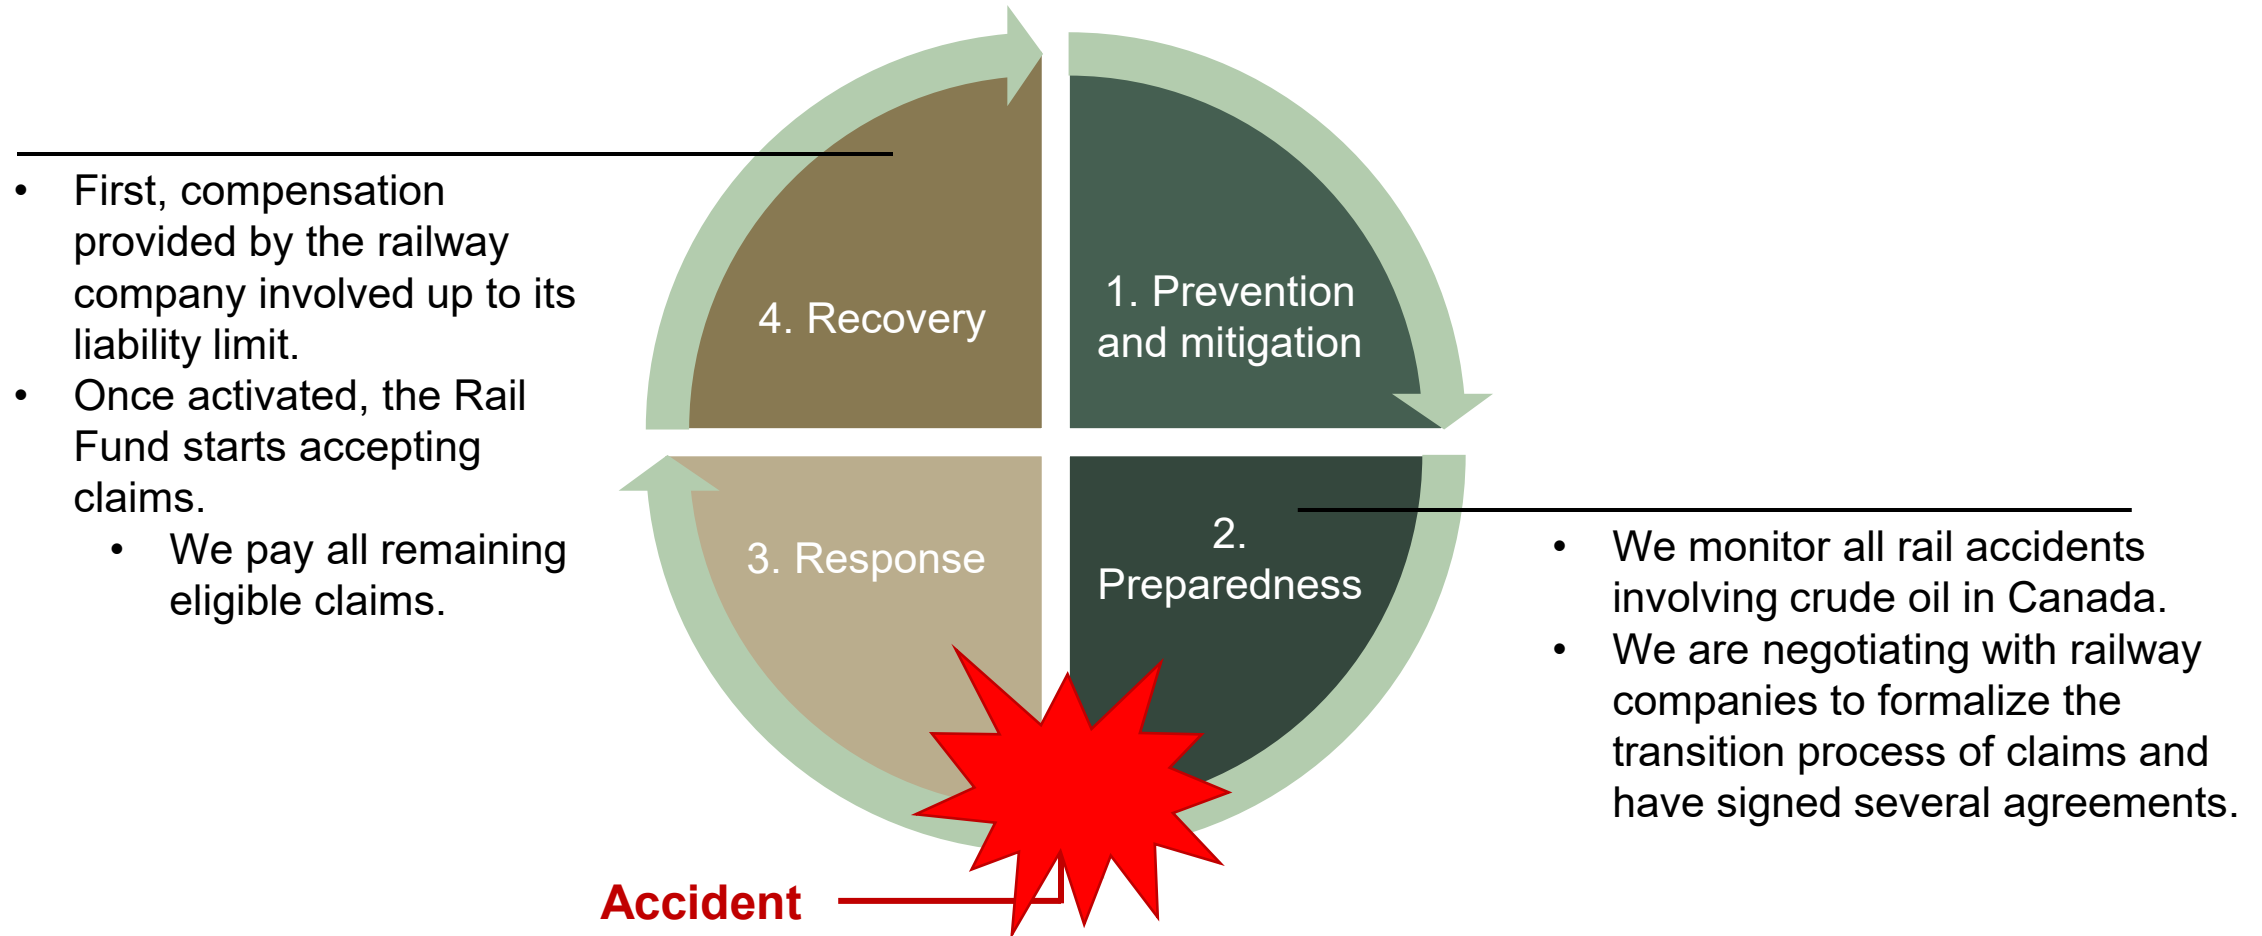 • First, compensation
provided by the railway
company involved up to its
liability limit.
• Once activated, the Rail
Fund starts accepting
claims.
• We pay all remaining
eligible claims.
4. Recovery
1. Prevention
and mitigation
3. Response
2.
Preparedness
• We monitor all rail accidents
involving crude oil in Canada.
• We are negotiating with railway
companies to formalize the
transition process of claims and
have signed several agreements.
Accident